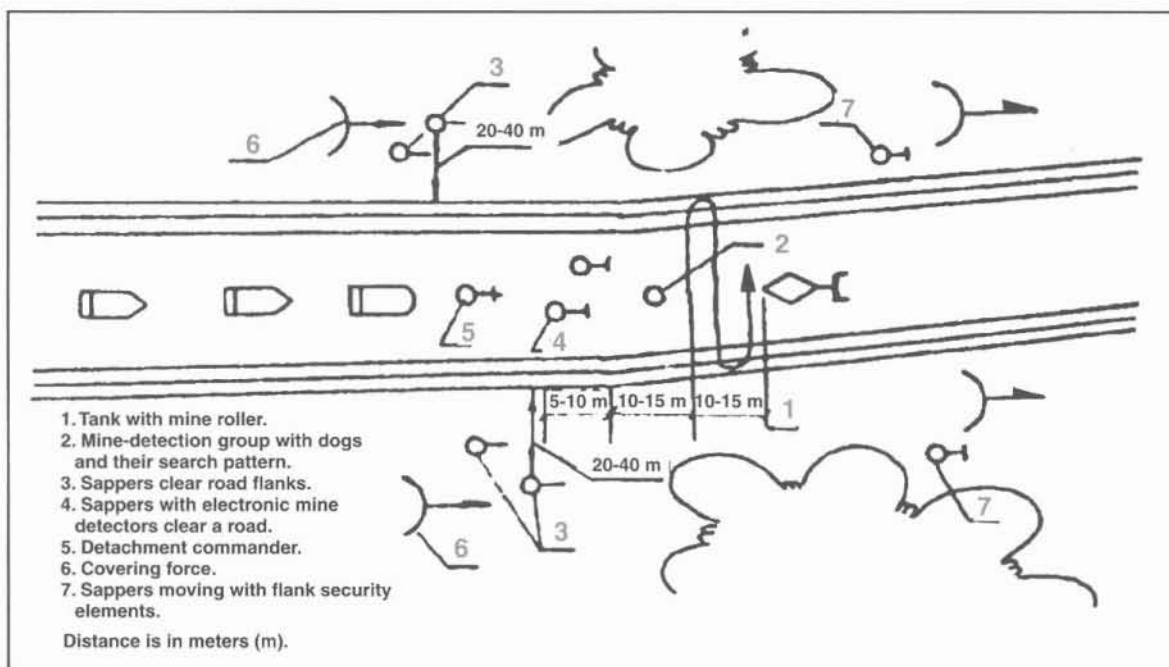 3
7
6
20-40 m
2
5
4
5-10 m
10-15 m
10-15 m
1
20-40 m
3
6
7
1. Tank with mine roller.
2. Mine-detection group with dogs
and their search pattern.
3. Sappers clear road flanks.
4. Sappers with electronic mine
detectors clear a road.
5. Detachment commander.
6. Covering force.
7. Sappers moving with flank security
elements.
Distance is in meters (m).